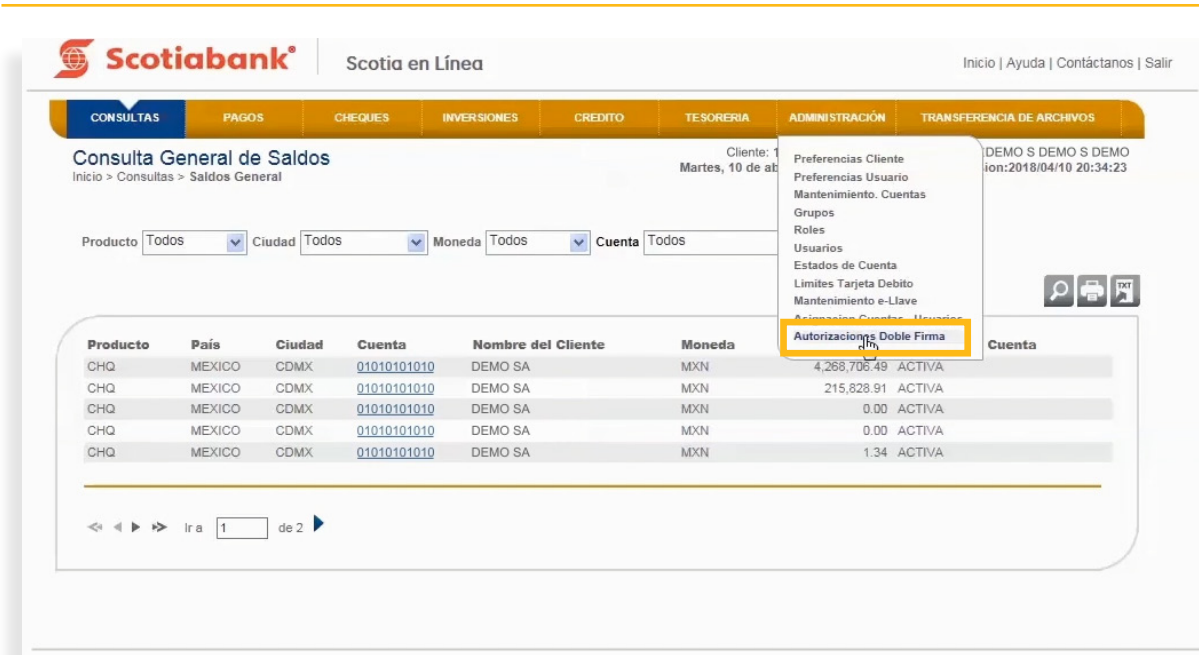 Scotiabank® Scotia en Línea Inicio | Ayuda | Contáctanos | Salir
CONSULTAS PAGOS CHEQUES INVERSIONES CREDITO TESORERIA ADMINISTRACIÓN TRANSFERENCIA DE ARCHIVOS
Consulta General de Saldos Cliente: DEMO S DEMO S DEMO
Inicio > Consultas > Saldos General Martes, 10 de :2018/04/10 20:34:23
Preferencias Cliente
Preferencias Usuario
Mantenimiento. Cuentas
Grupos
Roles
Usuarios
Estados de Cuenta
Limites Tarjeta Debito
Mantenimiento e-Llave
Asignacion Cuentas - Usuarios
Autorizaciones Doble Firma
Producto Todos Ciudad Todos Moneda Todos Cuenta Todos
TXT
Producto País Ciudad Cuenta Nombre del Cliente Moneda Cuenta
CHQ MEXICO CDMX 01010101010 DEMO SA MXN 4,268,706.49 ACTIVA
CHQ MEXICO CDMX 01010101010 DEMO SA MXN 215,828.91 ACTIVA
CHQ MEXICO CDMX 01010101010 DEMO SA MXN 0.00 ACTIVA
CHQ MEXICO CDMX 01010101010 DEMO SA MXN 0.00 ACTIVA
CHQ MEXICO CDMX 01010101010 DEMO SA MXN 1.34 ACTIVA
Ir a 1 de 2